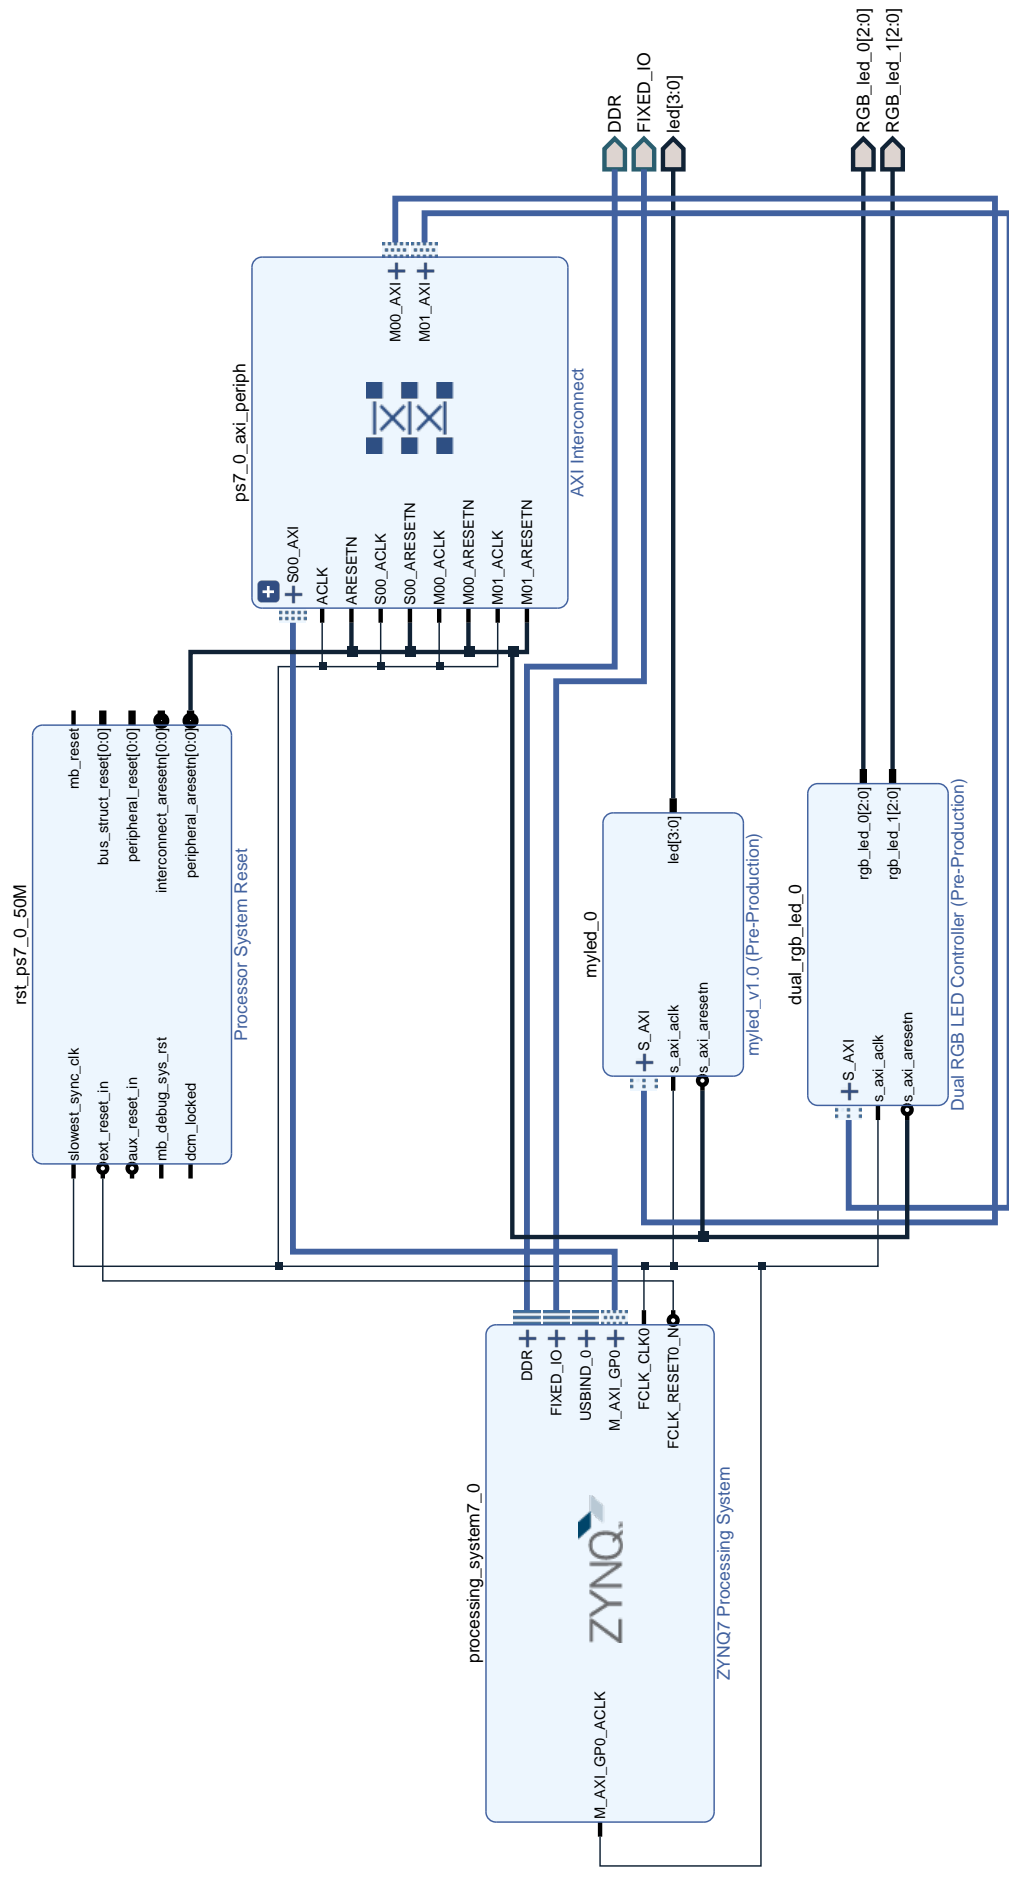 rst_ps7_0_50M
slowest_sync_clk
ext_reset_in
aux_reset_in
mb_debug_sys_rst
dcm_locked
mb_reset
bus_struct_reset[0:0]
peripheral_reset[0:0]
interconnect_aresetn[0:0]
peripheral_aresetn[0:0]
Processor System Reset
ps7_0_axi_periph
S00_AXI
ACLK
ARESETN
S00_ACLK
S00_ARESETN
M00_ACLK
M00_ARESETN
M01_ACLK
M01_ARESETN
M00_AXI
M01_AXI
AXI Interconnect
processing_system7_0
M_AXI_GP0_ACLK
ZYNQ
DDR
FIXED_IO
USBIND_0
M_AXI_GP0
FCLK_CLK0
FCLK_RESET0_N
ZYNQ7 Processing System
myled_0
S_AXI
s_axi_aclk
s_axi_aresetn
led[3:0]
myled_v1.0 (Pre-Production)
dual_rgb_led_0
S_AXI
s_axi_aclk
s_axi_aresetn
rgb_led_0[2:0]
rgb_led_1[2:0]
Dual RGB LED Controller (Pre-Production)
DDR
FIXED_IO
led[3:0]
RGB_led_0[2:0]
RGB_led_1[2:0]